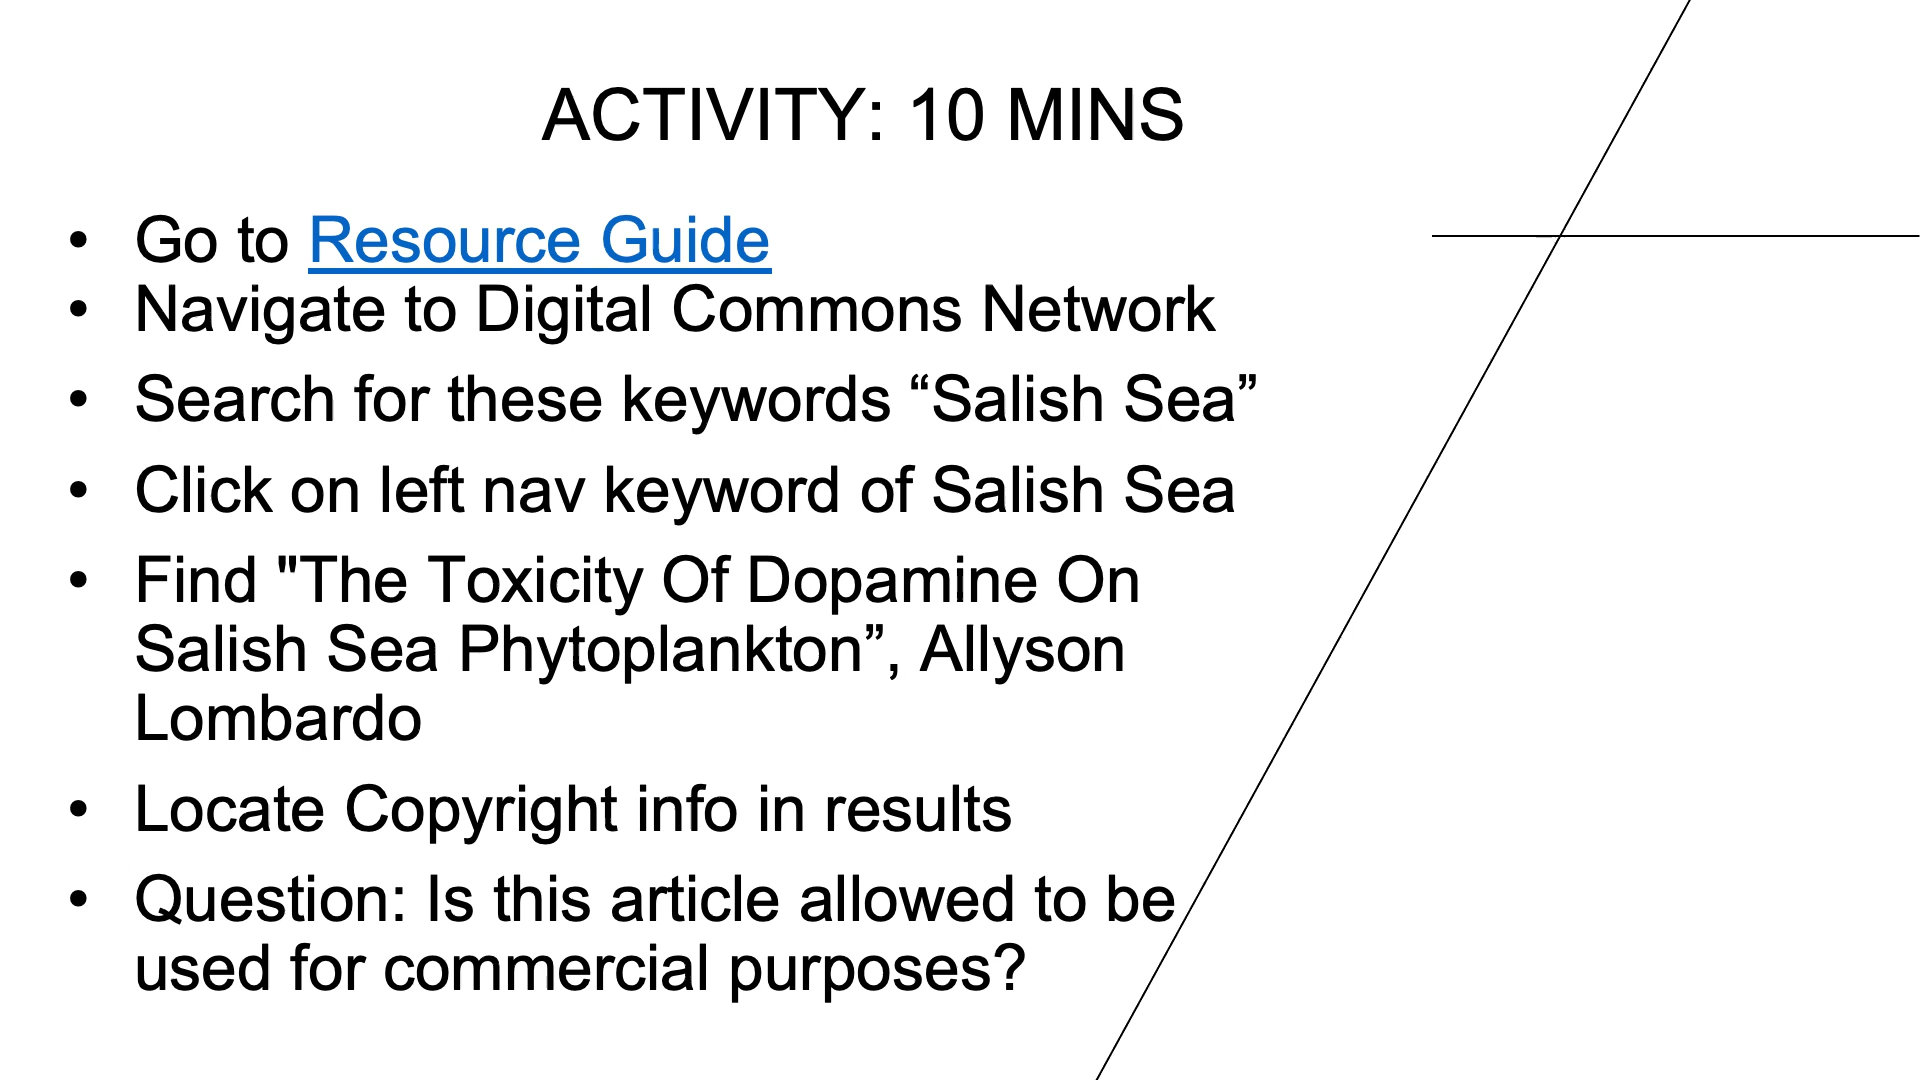 ACTIVITY: 10 MINS
• Go to Resource Guide
• Navigate to Digital Commons Network
• Search for these keywords “Salish Sea”
• Click on left nav keyword of Salish Sea
• Find "The Toxicity Of Dopamine On
Salish Sea Phytoplankton”, Allyson
Lombardo
• Locate Copyright info in results
• Question: Is this article allowed to be
used for commercial purposes?